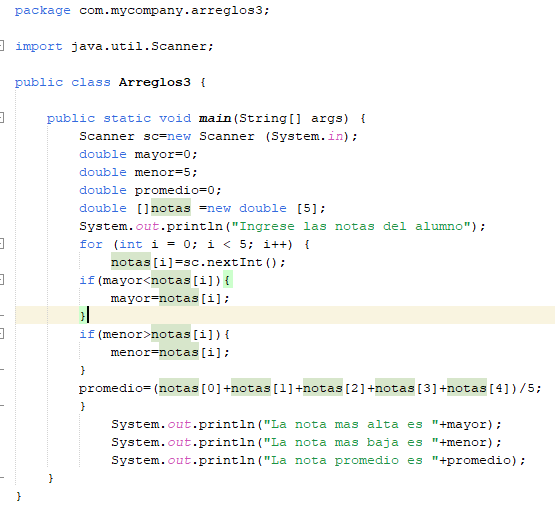 package com.mycompany.arreglos3;
import java.util.Scanner;
public class Arreglos3 {
public static void main(String[] args) {
Scanner sc=new Scanner (System.in);
double mayor=0;
double menor=5;
double promedio=0;
double []notas =new double [5];
System.out.println("Ingrese las notas del alumno");
for (int i = 0; i < 5; i++) {
notas[i]=sc.nextInt();
if(mayor<notas[i]){
mayor=notas[i];
}
if(menor>notas[i]){
menor=notas[i];
}
promedio=(notas[0]+notas[1]+notas[2]+notas[3]+notas[4])/5;
}
System.out.println("La nota mas alta es "+mayor);
System.out.println("La nota mas baja es "+menor);
System.out.println("La nota promedio es "+promedio);
}
}